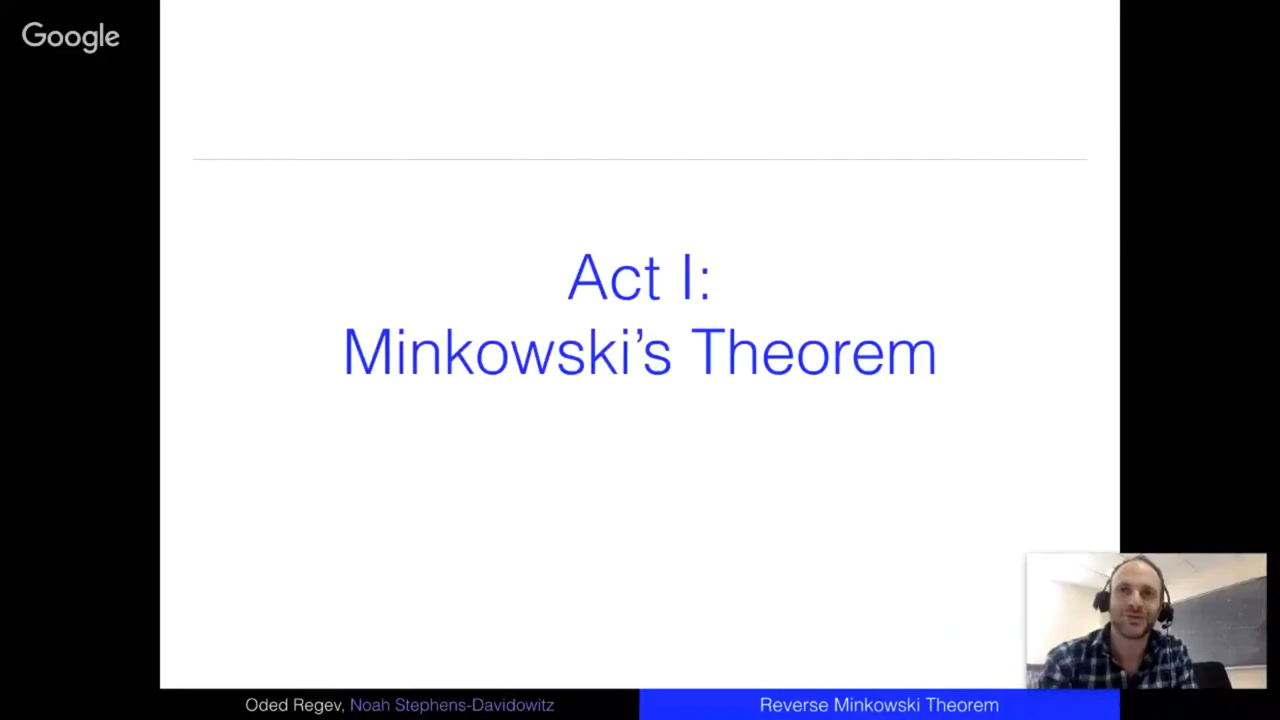 Google
Act I:
Minkowski’s Theorem
Oded Regev, Noah Stephens-Davidowitz
Reverse Minkowski Theorem